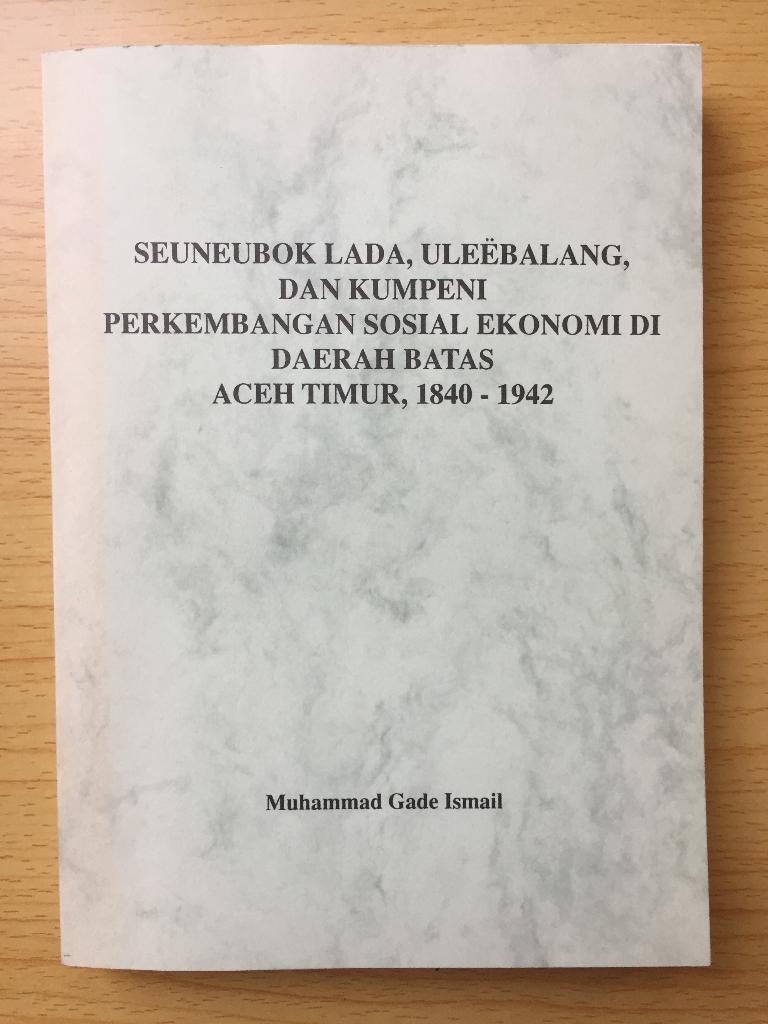 SEUNEUBOK LADA, ULEËBALANG,
DAN KUMPENI
PERKEMBANGAN SOSIAL EKONOMI DI
DAERAH BATAS
ACEH TIMUR, 1840 - 1942
Muhammad Gade Ismail